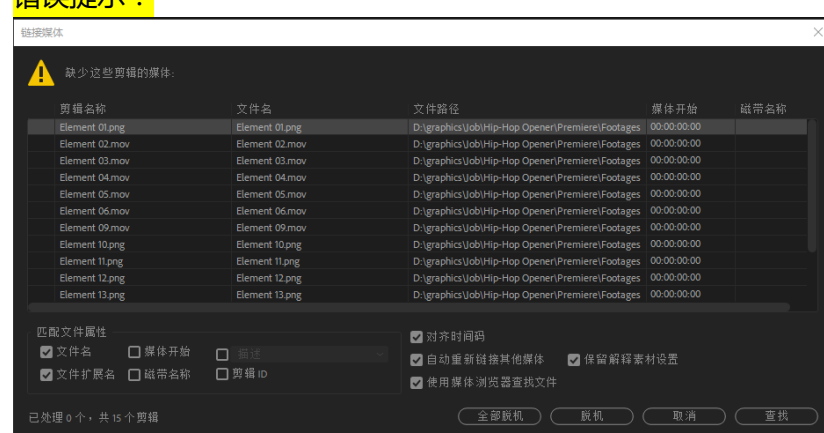 错误提示：
链接媒体
缺少这些剪辑的媒体:
剪辑名称 文件名 文件路径 媒体开始 磁带名称
Element 01.png Element 01.png D:\graphics\Job\Hip-Hop Opener\Premiere\Footages 00:00:00:00
Element 02.mov Element 02.mov D:\graphics\Job\Hip-Hop Opener\Premiere\Footages 00:00:00:00
Element 03.mov Element 03.mov D:\graphics\Job\Hip-Hop Opener\Premiere\Footages 00:00:00:00
Element 04.mov Element 04.mov D:\graphics\Job\Hip-Hop Opener\Premiere\Footages 00:00:00:00
Element 05.mov Element 05.mov D:\graphics\Job\Hip-Hop Opener\Premiere\Footages 00:00:00:00
Element 06.mov Element 06.mov D:\graphics\Job\Hip-Hop Opener\Premiere\Footages 00:00:00:00
Element 09.mov Element 09.mov D:\graphics\Job\Hip-Hop Opener\Premiere\Footages 00:00:00:00
Element 10.png Element 10.png D:\graphics\Job\Hip-Hop Opener\Premiere\Footages 00:00:00:00
Element 11.png Element 11.png D:\graphics\Job\Hip-Hop Opener\Premiere\Footages 00:00:00:00
Element 12.png Element 12.png D:\graphics\Job\Hip-Hop Opener\Premiere\Footages 00:00:00:00
Element 13.png Element 13.png D:\graphics\Job\Hip-Hop Opener\Premiere\Footages 00:00:00:00
匹配文件属性 对齐时间码
文件名 媒体开始 描述 自动重新链接其他媒体 保留解释素材设置
文件扩展名 磁带名称 剪辑 ID 使用媒体浏览器查找文件
已处理 0 个，共 15 个剪辑 全部脱机 脱机 取消 查找